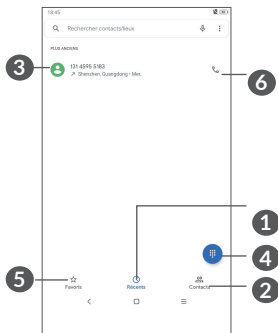 18:45
Rechercher contacts/lieux
PLUS ANCIENS
131 4595 5183
Shenzhen, Guangdong • Mer.
3
6
1
4
5
2
Favoris
Récents
Contacts